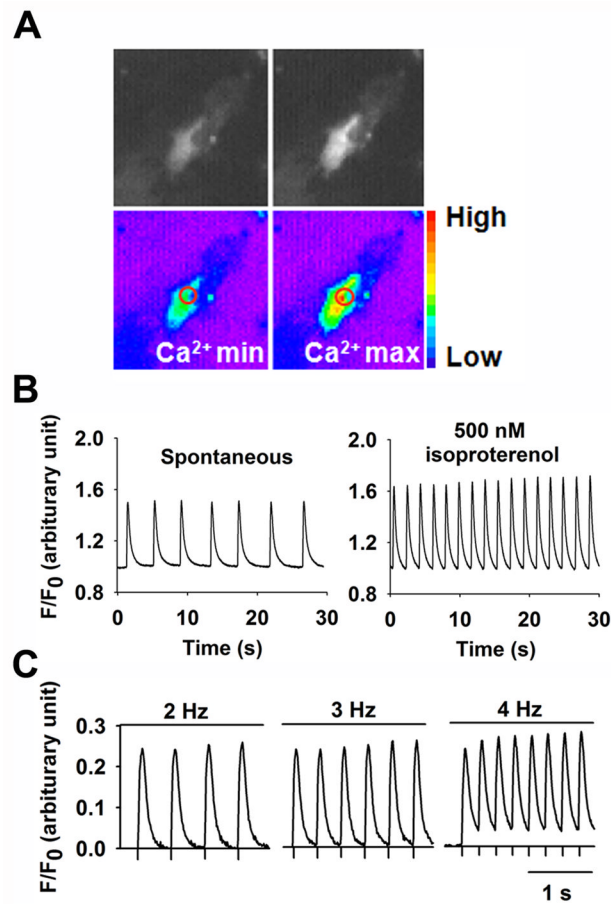 A
High
Ca²⁺ min
Ca²⁺ max
Low
B
F/F₀ (arbiturary unit)
2.0
1.6
1.2
0.8
Spontaneous
0
10
20
30
Time (s)
500 nM
isoproterenol
2.0
1.6
1.2
0.8
0
10
20
30
Time (s)
C
F/F₀ (arbiturary unit)
0.3
0.2
0.1
0.0
2 Hz
3 Hz
4 Hz
1 s